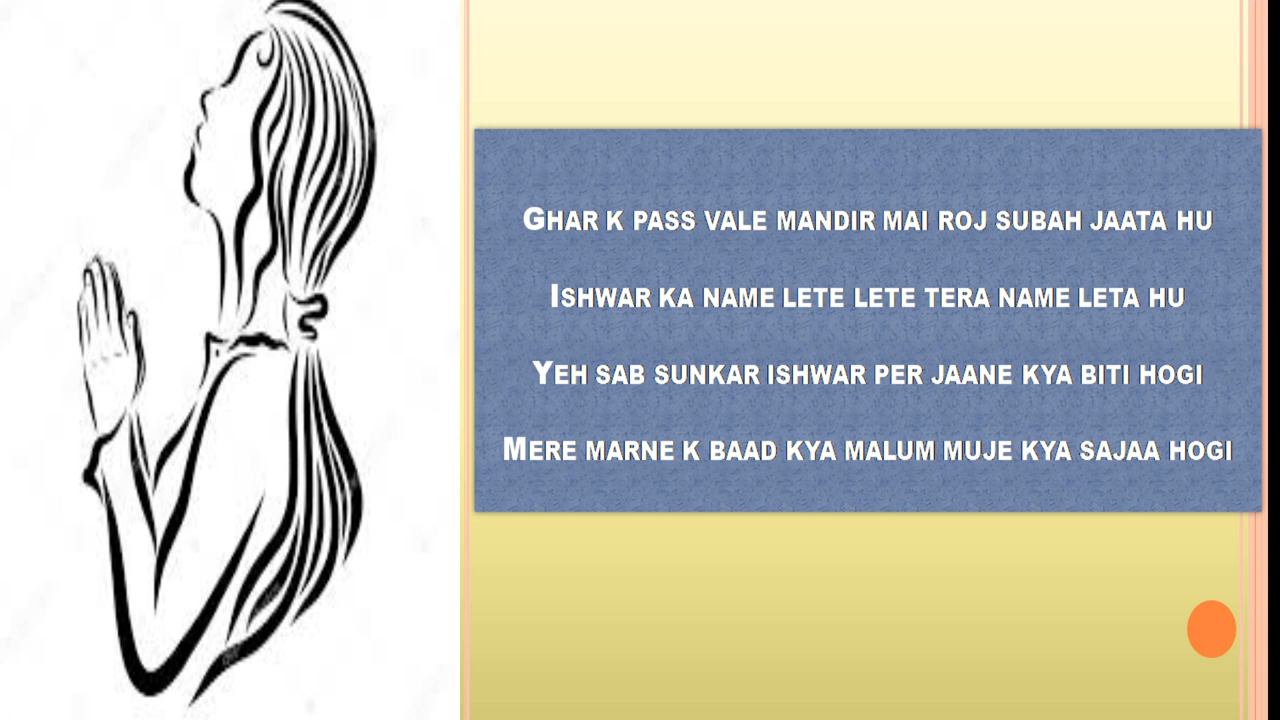 Ghar k pass vale mandir mai roj subah jaata hu
Ishwar ka name lete lete tera name leta hu
Yeh sab sunkar ishwar per jaane kya biti hogi
Mere marne k baad kya malum muje kya sajaa hogi